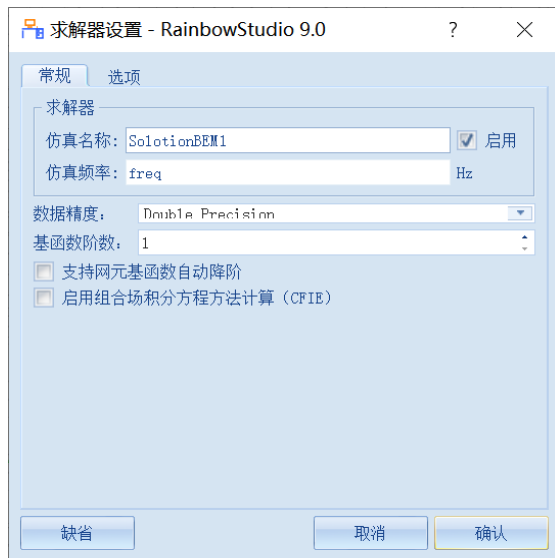 求解器设置 - RainbowStudio 9.0 ?
常规 选项
求解器
仿真名称: SolotionBEM1 启用
仿真频率: freq Hz
数据精度: Double Precision
基函数阶数: 1
支持网元基函数自动降阶
启用组合场积分方程方法计算（CFIE）
缺省 取消 确认